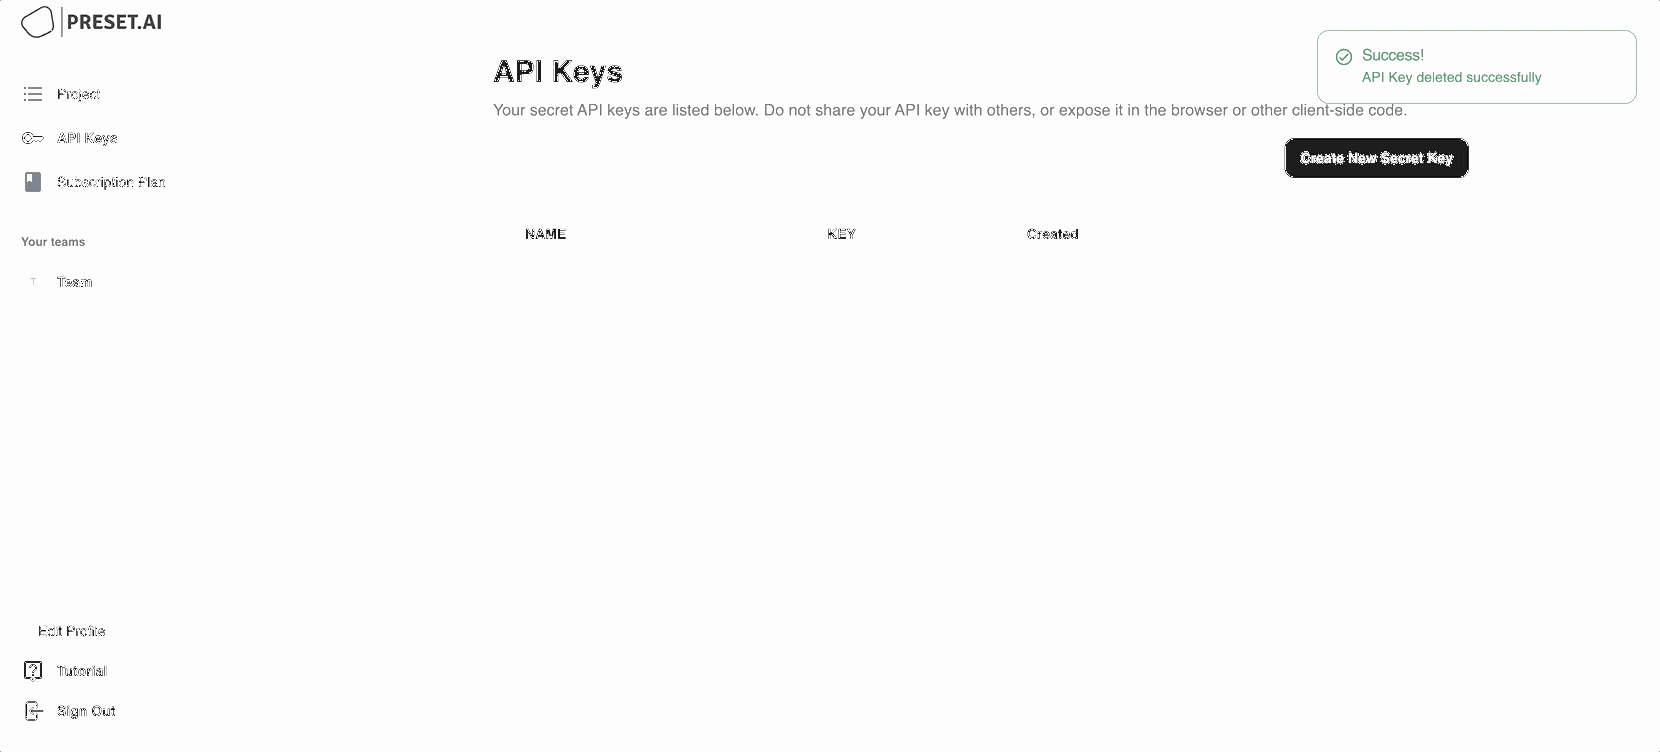 PRESET.AI
Project
API Keys
Subscription Plan
Your teams
T Team
Edit Profile
Tutorial
Sign Out
API Keys
Your secret API keys are listed below. Do not share your API key with others, or expose it in the browser or other client-side code.
Success!
API Key deleted successfully
Create New Secret Key
NAME KEY Created